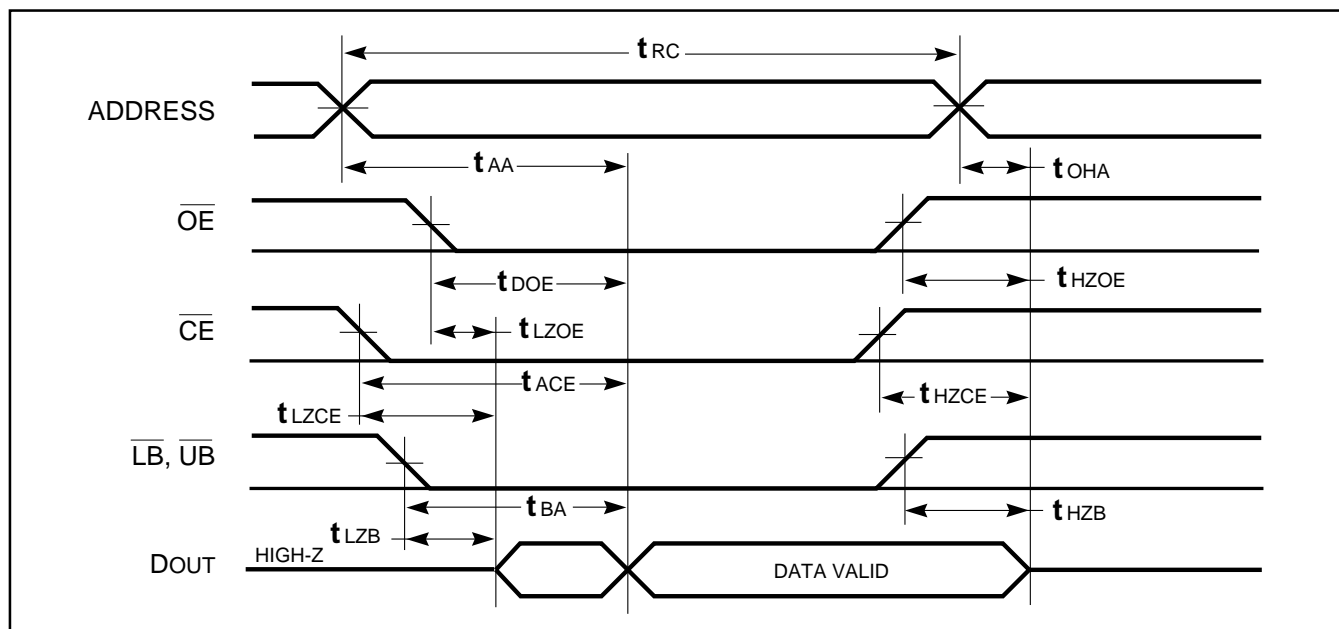 tRC
ADDRESS
tAA
tOHA
OE
tDOE
tHZOE
CE
tLZOE
tACE
tHZCE
tLZCE
LB, UB
tBA
tHZB
tLZB
DOUT
HIGH-Z
DATA VALID